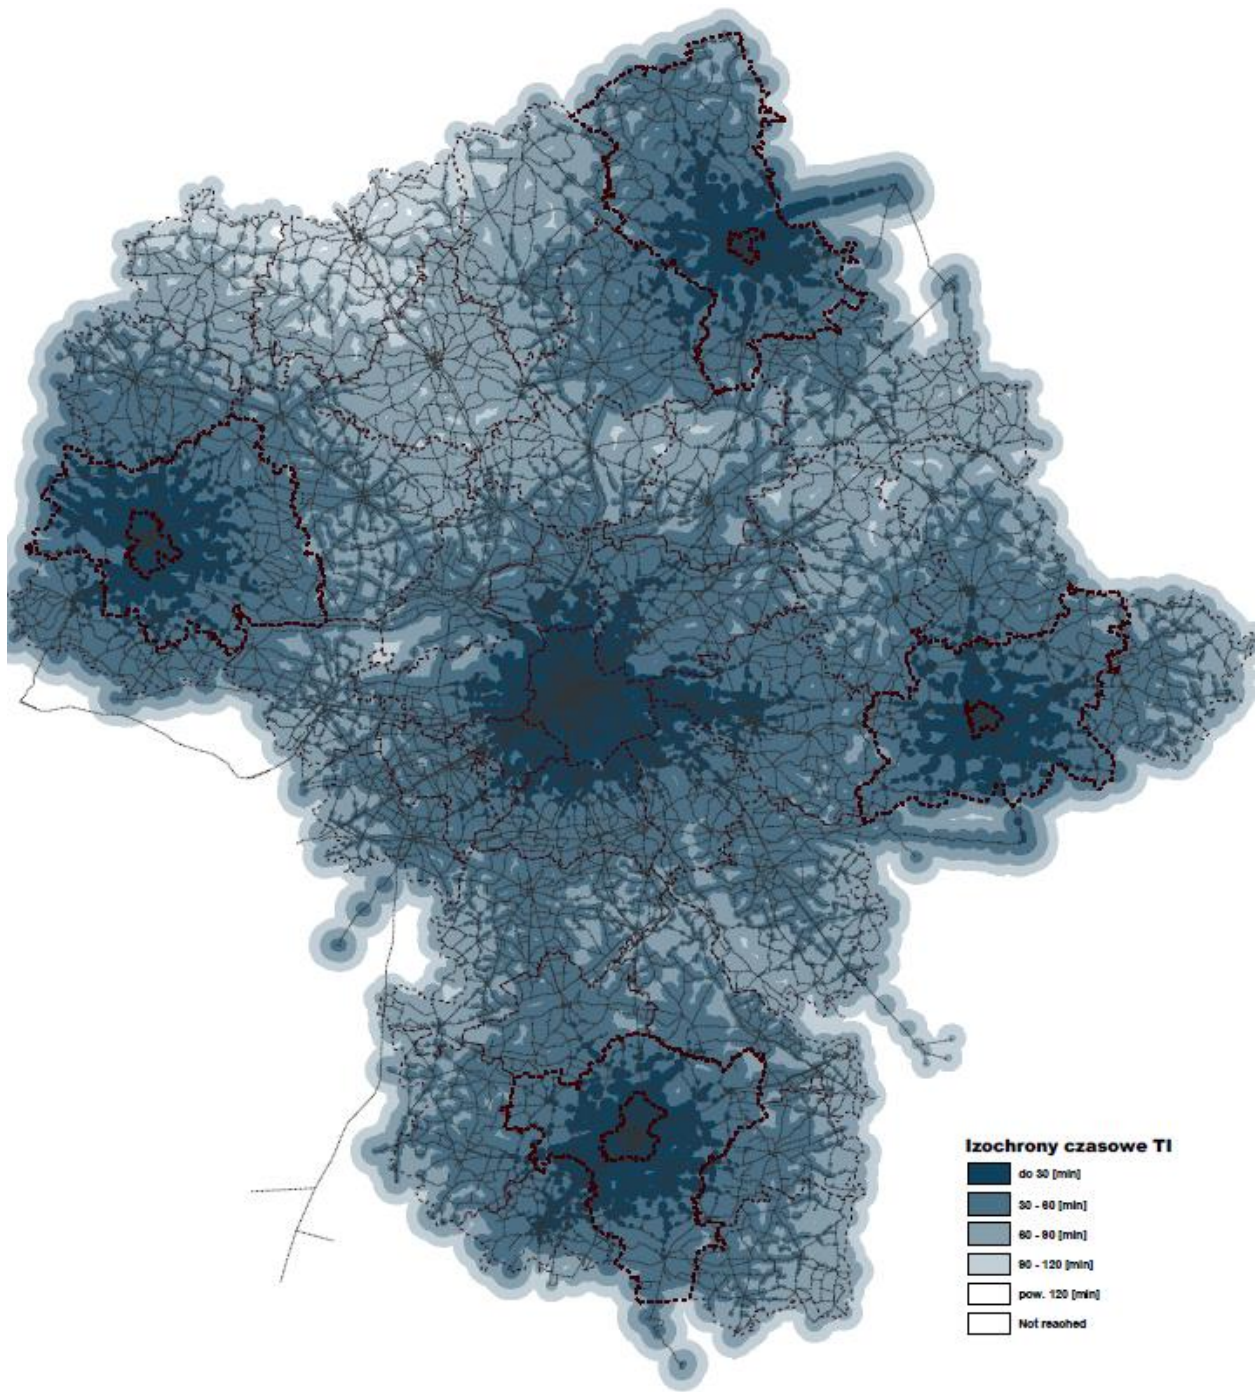 Izochrony czasowe TI
do 30 [min]
30 - 60 [min]
60 - 90 [min]
90 - 120 [min]
pow. 120 [min]
Not reached